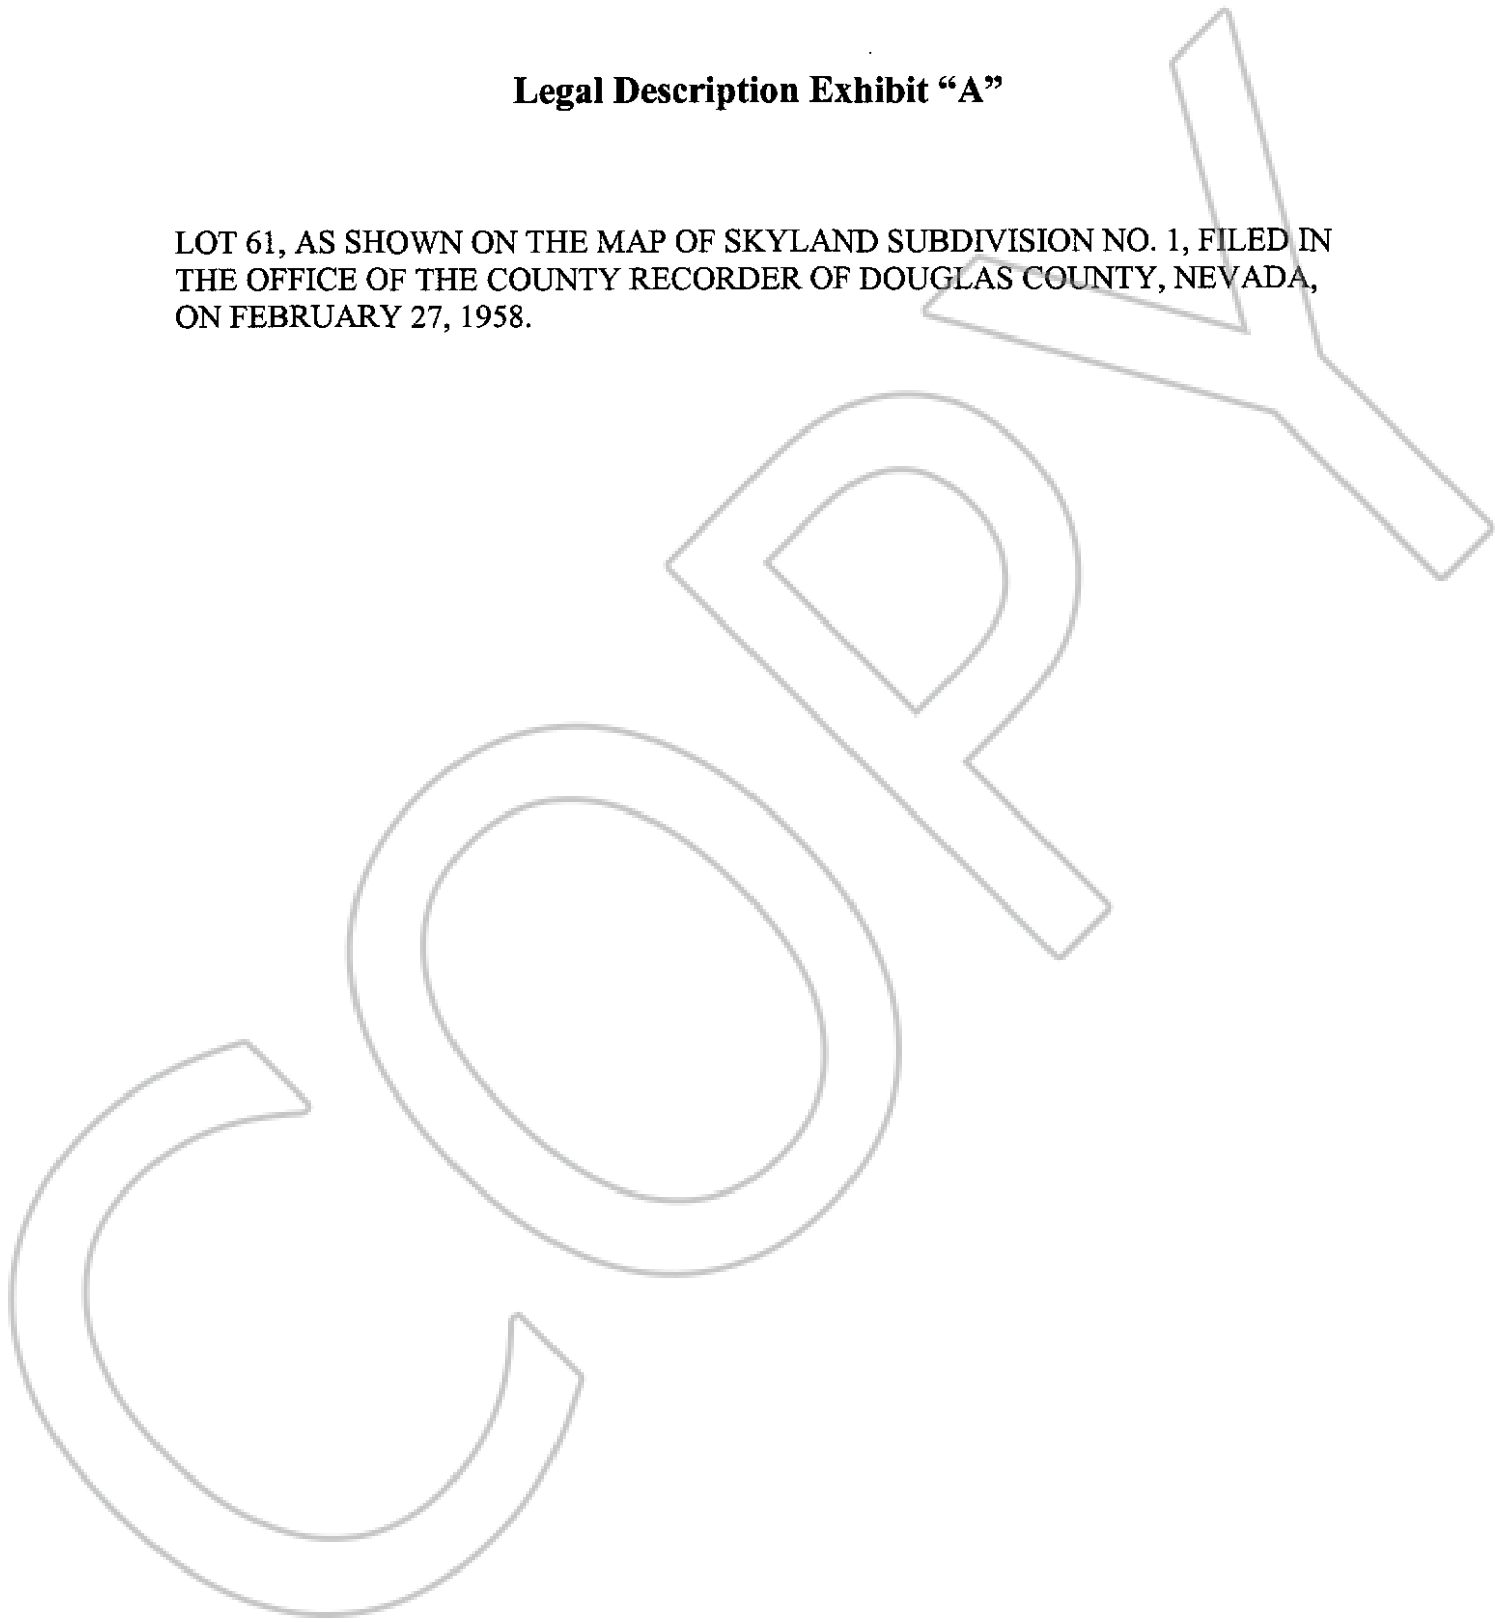 Legal Description Exhibit “A”
LOT 61, AS SHOWN ON THE MAP OF SKYLAND SUBDIVISION NO. 1, FILED IN
THE OFFICE OF THE COUNTY RECORDER OF DOUGLAS COUNTY, NEVADA,
ON FEBRUARY 27, 1958.
COPY